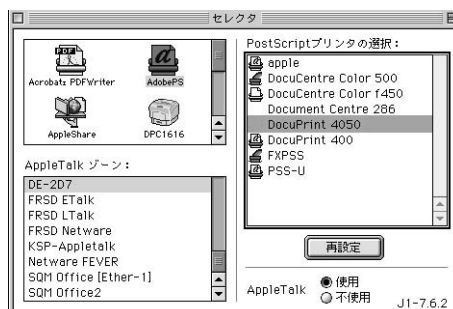 セレクタ
Acrobat™ PDFWriter
AdobePS
AppleShare
DPC1616
AppleTalk ゾーン：
DE-2D7
FRSD ETalk
FRSD LTalk
FRSD Netware
KSP-Appletalk
Netware FEVER
SQM Office [Ether-1]
SQM Office2
PostScriptプリンタの選択：
apple
DocuCentre Color 500
DocuCentre Color f450
Document Centre 286
DocuPrint 4050
DocuPrint 400
FXPSS
PSS-U
再設定
AppleTalk
使用
不使用
J1-7.6.2